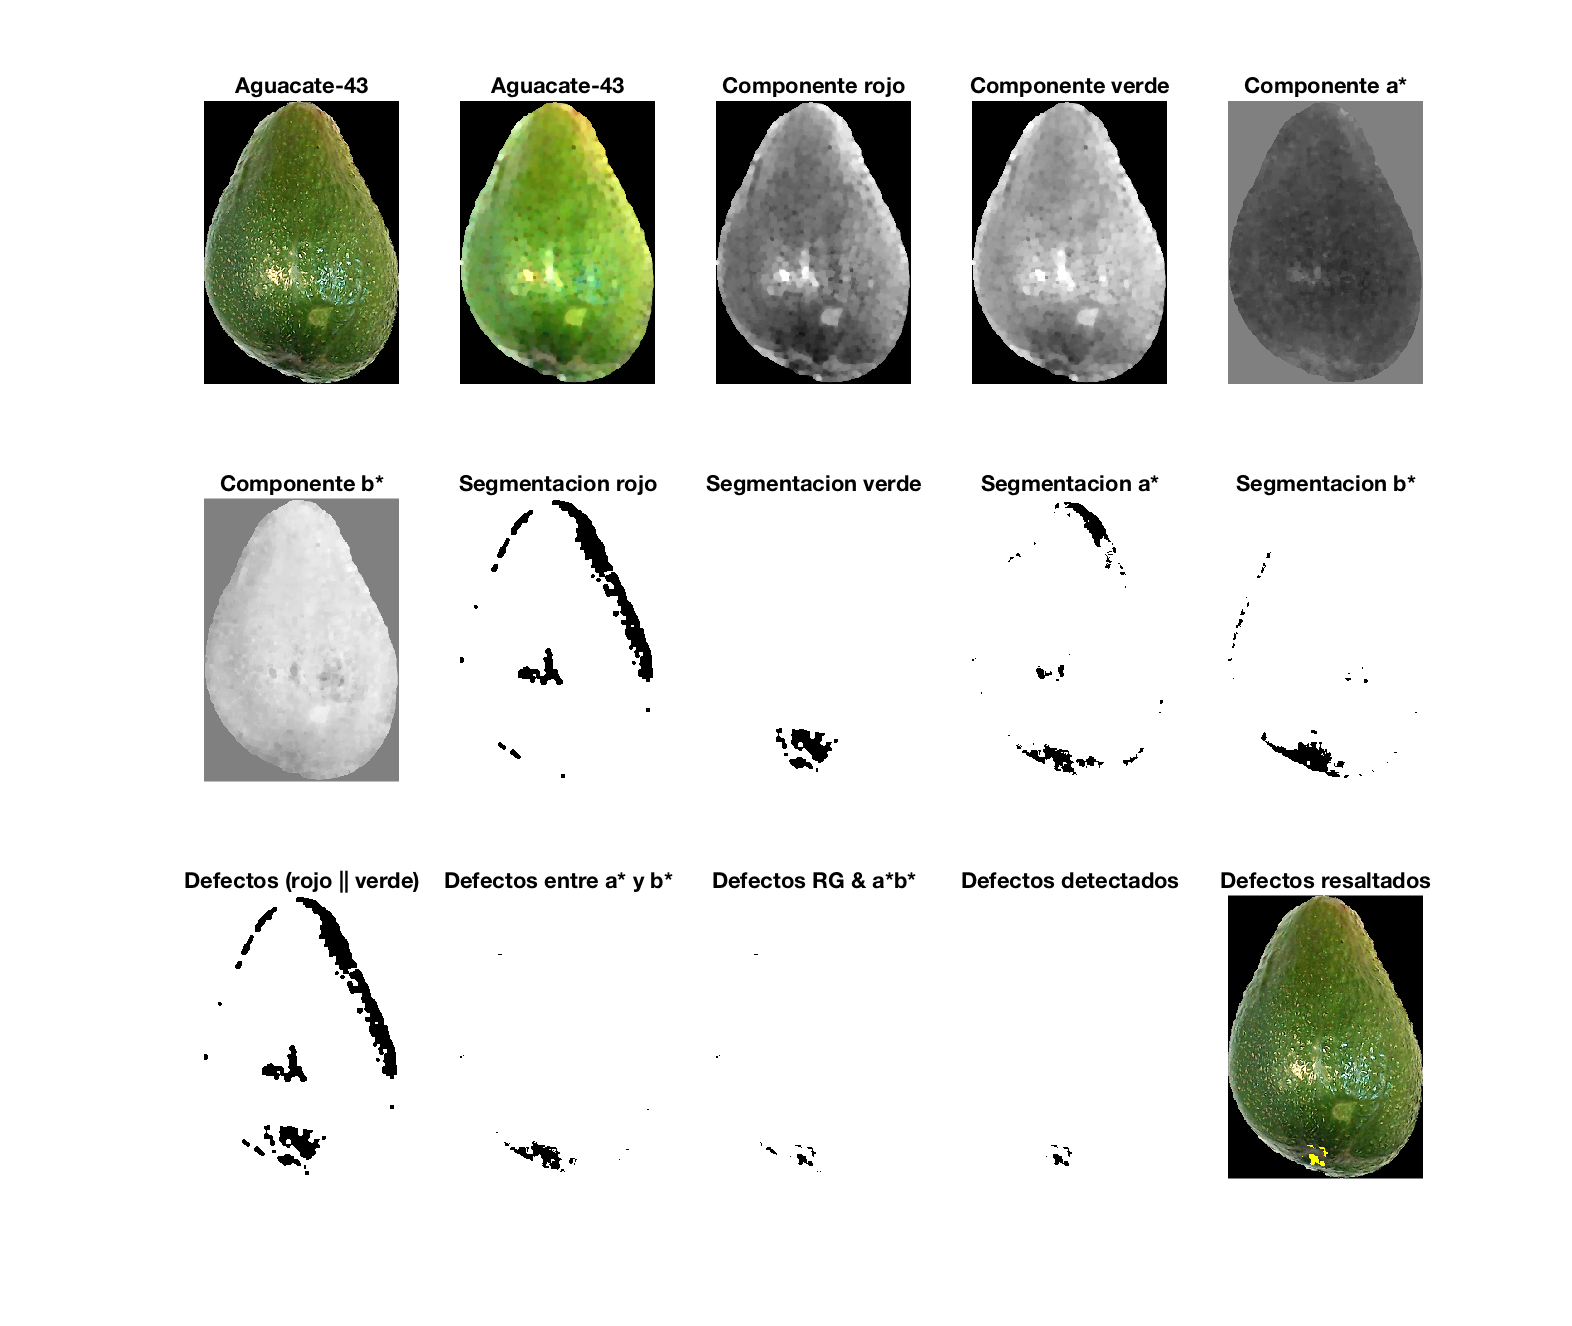 Aguacate-43
Aguacate-43
Componente rojo
Componente verde
Componente a*
Componente b*
Segmentacion rojo
Segmentacion verde
Segmentacion a*
Segmentacion b*
Defectos (rojo || verde)
Defectos entre a* y b*
Defectos RG & a*b*
Defectos detectados
Defectos resaltados